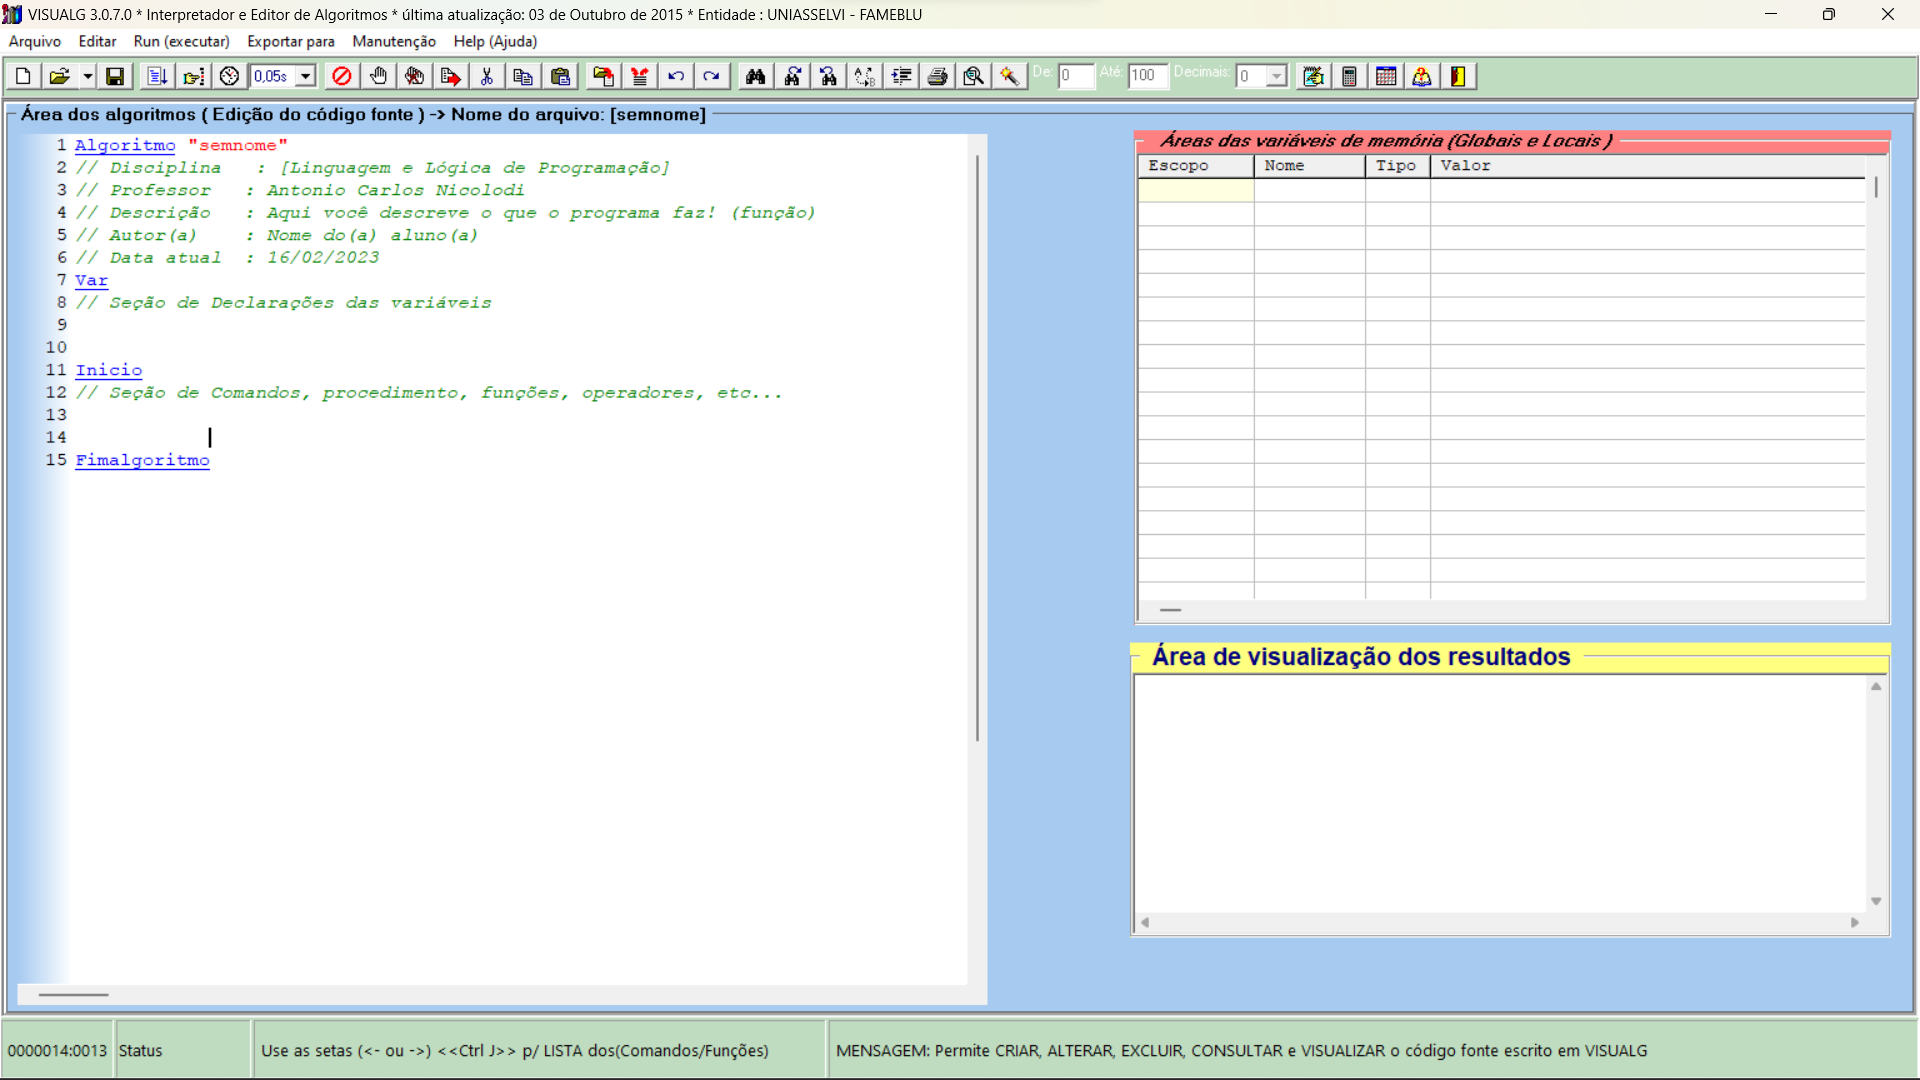 VISUALG 3.0.7.0 * Interpretador e Editor de Algoritmos * última atualização: 03 de Outubro de 2015 * Entidade : UNIASSELVI - FAMEBLU
Arquivo Editar Run (executar) Exportar para Manutenção Help (Ajuda)
0,05s De: 0 Até: 100 Decimais: 0
Área dos algoritmos ( Edição do código fonte ) -> Nome do arquivo: [semnome]
1 Algoritmo "semnome"
2 // Disciplina : [Linguagem e Lógica de Programação]
3 // Professor : Antonio Carlos Nicolodi
4 // Descrição : Aqui você descreve o que o programa faz! (função)
5 // Autor(a) : Nome do(a) aluno(a)
6 // Data atual : 16/02/2023
7 Var
8 // Seção de Declarações das variáveis
9
10
11 Inicio
12 // Seção de Comandos, procedimento, funções, operadores, etc...
13
14
15 Fimalgoritmo
Áreas das variáveis de memória (Globais e Locais )
Escopo Nome Tipo Valor
Área de visualização dos resultados
0000014:0013 Status Use as setas (<- ou ->) <<Ctrl J>> p/ LISTA dos(Comandos/Funções) MENSAGEM: Permite CRIAR, ALTERAR, EXCLUIR, CONSULTAR e VISUALIZAR o código fonte escrito em VISUALG